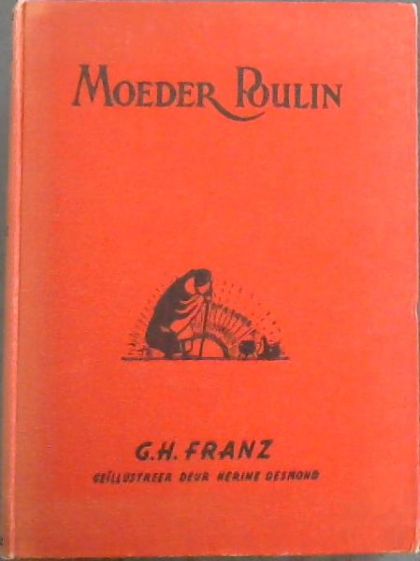 MOEDER POULIN
G.H. FRANZ
GEÏLLUSTREER DEUR NERINE DESMOND